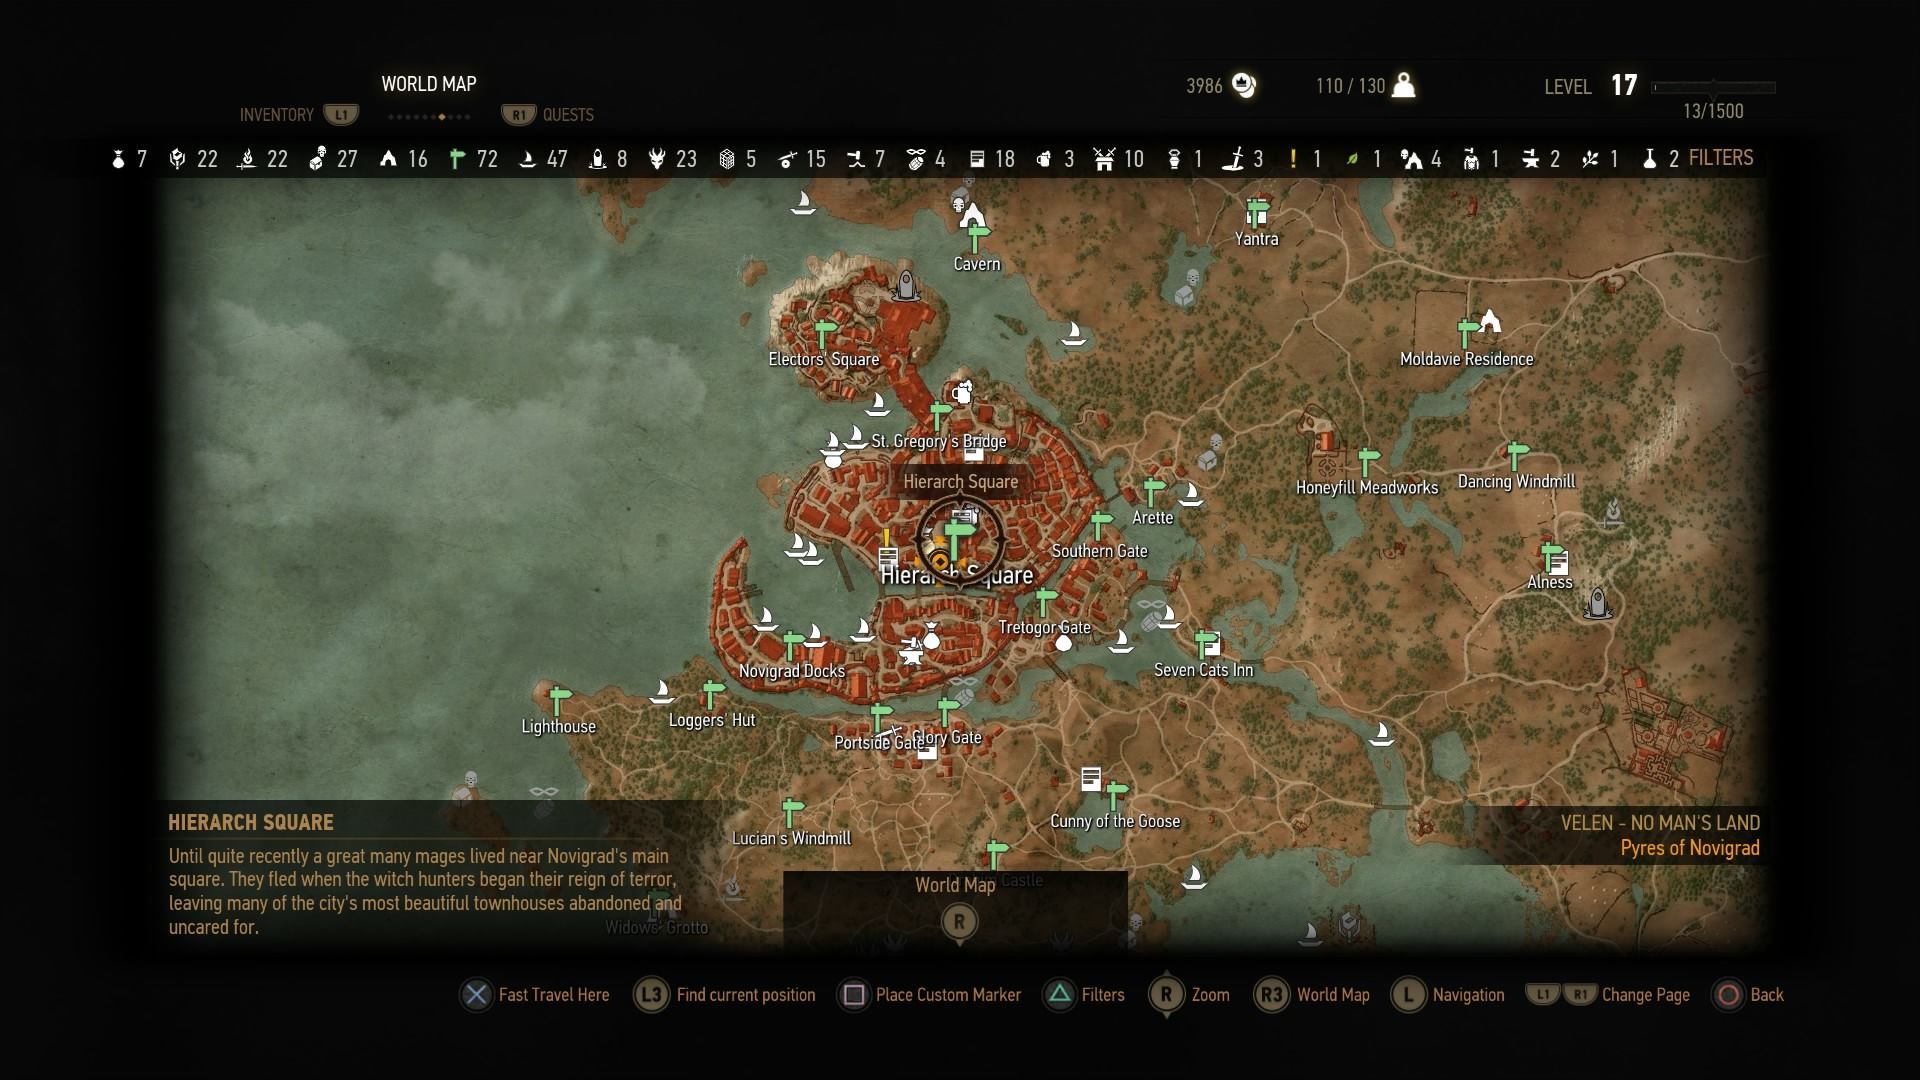 WORLD MAP
3986
110 / 130
LEVEL 17
13/1500
INVENTORY L1
R1 QUESTS
7 22 22 27 16 72 47 8 23 5 15 7 4 18 3 10 1 3 1 1 4 1 2 1 2 FILTERS
Yantra
Cavern
Electors' Square
Moldavie Residence
St. Gregory's Bridge
Hierarch Square
Honeyfill Meadworks
Dancing Windmill
Arette
Southern Gate
Hierarch Square
Alness
Tretogor Gate
Novigrad Docks
Seven Cats Inn
Lighthouse
Loggers' Hut
Portside Gate
Glory Gate
Cunny of the Goose
Lucian's Windmill
Castle
Widows' Grotto
HIERARCH SQUARE
Until quite recently a great many mages lived near Novigrad's main
square. They fled when the witch hunters began their reign of terror,
leaving many of the city's most beautiful townhouses abandoned and
uncared for.
VELEN - NO MAN'S LAND
Pyres of Novigrad
World Map
R
Fast Travel Here
L3 Find current position
Place Custom Marker
Filters
R Zoom
R3 World Map
L Navigation
L1 R1 Change Page
Back